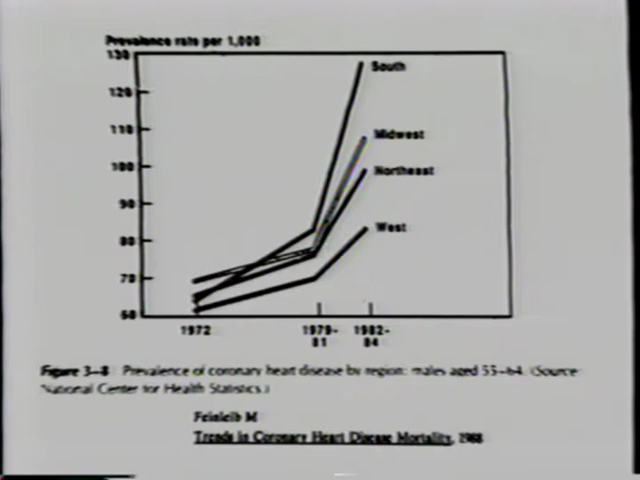 Prevalence rate per 1,000
130
120
110
100
90
80
70
60
South
Midwest
Northeast
West
1972
1979-
81
1982-
84
Figure 3–8 Prevalence of coronary heart disease by region: males aged 55–64. (Source:
National Center for Health Statistics.)
Feinleib M
Trends in Coronary Heart Disease Mortality, 1988